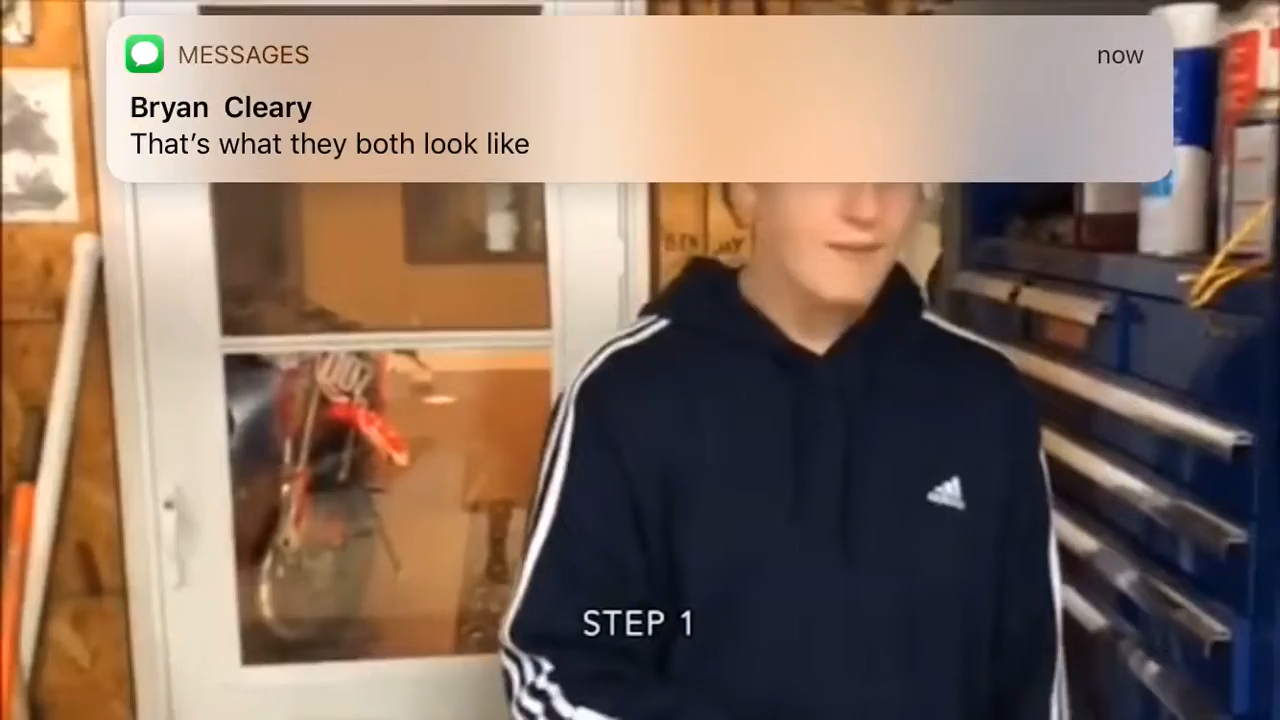 MESSAGES
now
Bryan Cleary
That's what they both look like
STEP 1